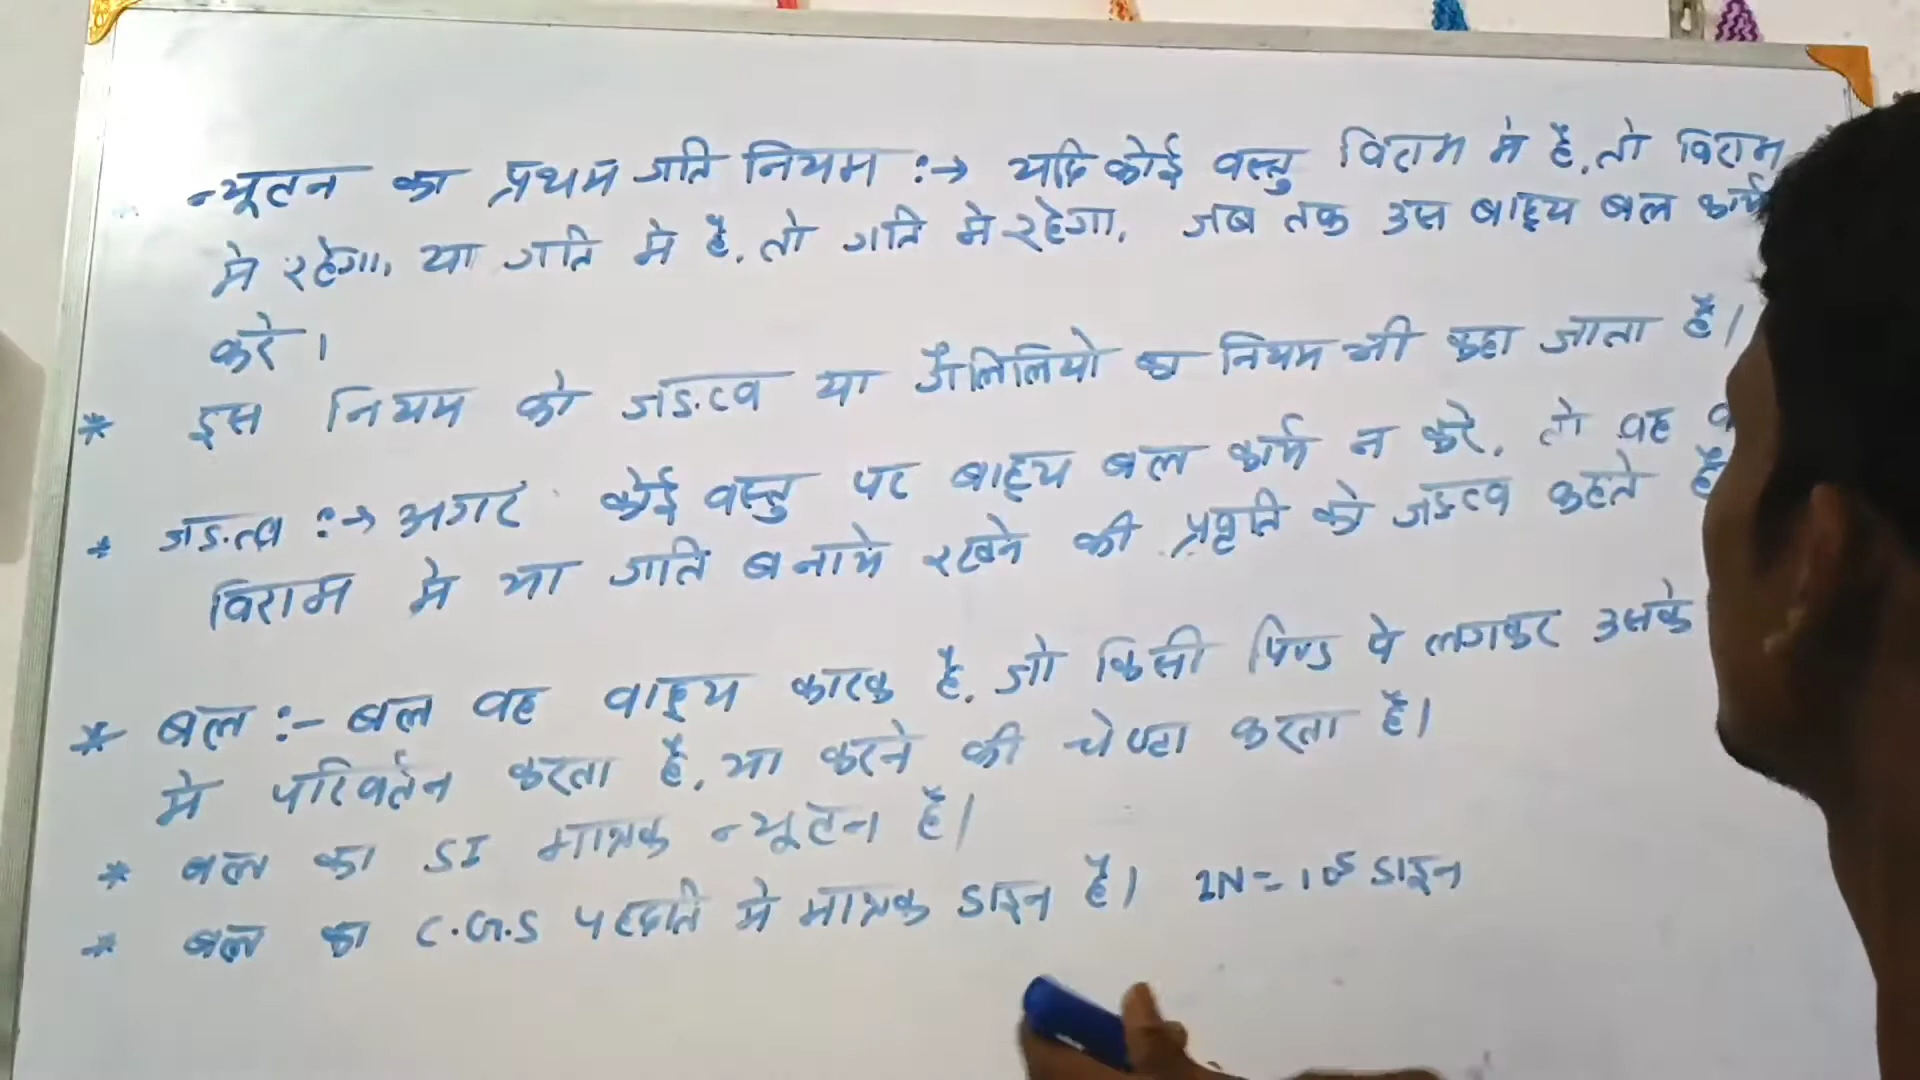 न्यूटन का प्रथम गति नियम :→ यदि कोई वस्तु विराम मे है, तो विराम
मे रहेगा, या गति मे है, तो गति मे रहेगा, जब तक उस बाह्य बल कार्य
करे ।
* इस नियम को जड़त्व या गैलिलियो का नियम भी कहा जाता है।
* जड़त्व :→ अगर कोई वस्तु पर बाह्य बल कार्य न करे, तो वह
विराम मे या गति बनाये रखने की प्रवृति को जड़त्व कहते है
* बल :- बल वह वाह्य कारक है, जो किसी पिण्ड पे लगकर उसके
मे परिवर्तन करता है, या करने की चेष्टा करता है।
* बल का SI मात्रक न्यूटन है।
* बल का C.G.S पद्धति मे मात्रक डाइन है। 1N = 10⁵ डाइन